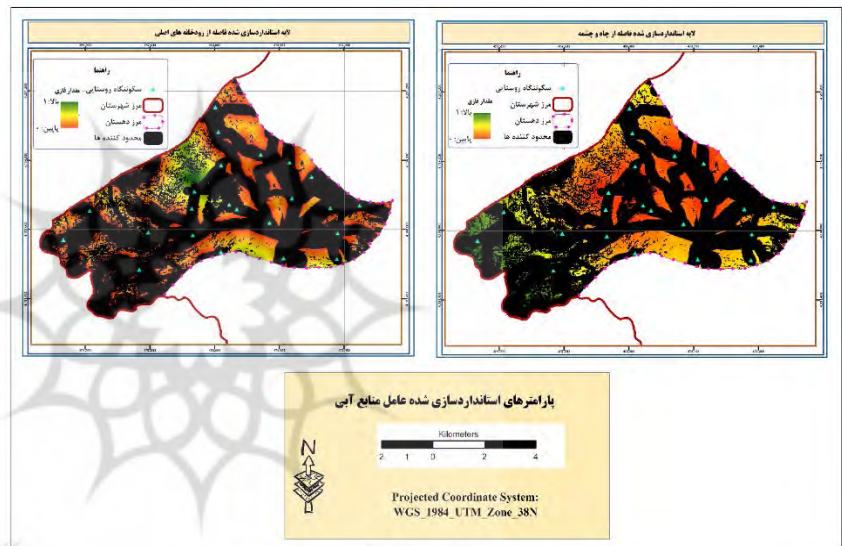 لایه استانداردسازی شده فاصله از رودخانه های اصلی
راهنما
سکونتگاه روستایی
مرز شهرستان
مرز دهستان
محدود کننده ها
مقدار فازی
بالا: ۱
پایین: ۰
لایه استانداردسازی شده فاصله از چاه و چشمه
راهنما
سکونتگاه روستایی
مرز شهرستان
مرز دهستان
محدود کننده ها
مقدار فازی
بالا: ۱
پایین: ۰
پارامترهای استانداردسازی شده عامل منابع آبی
Kilometers
2 1 0 2 4
N
Projected Coordinate System:
WGS_1984_UTM_Zone_38N